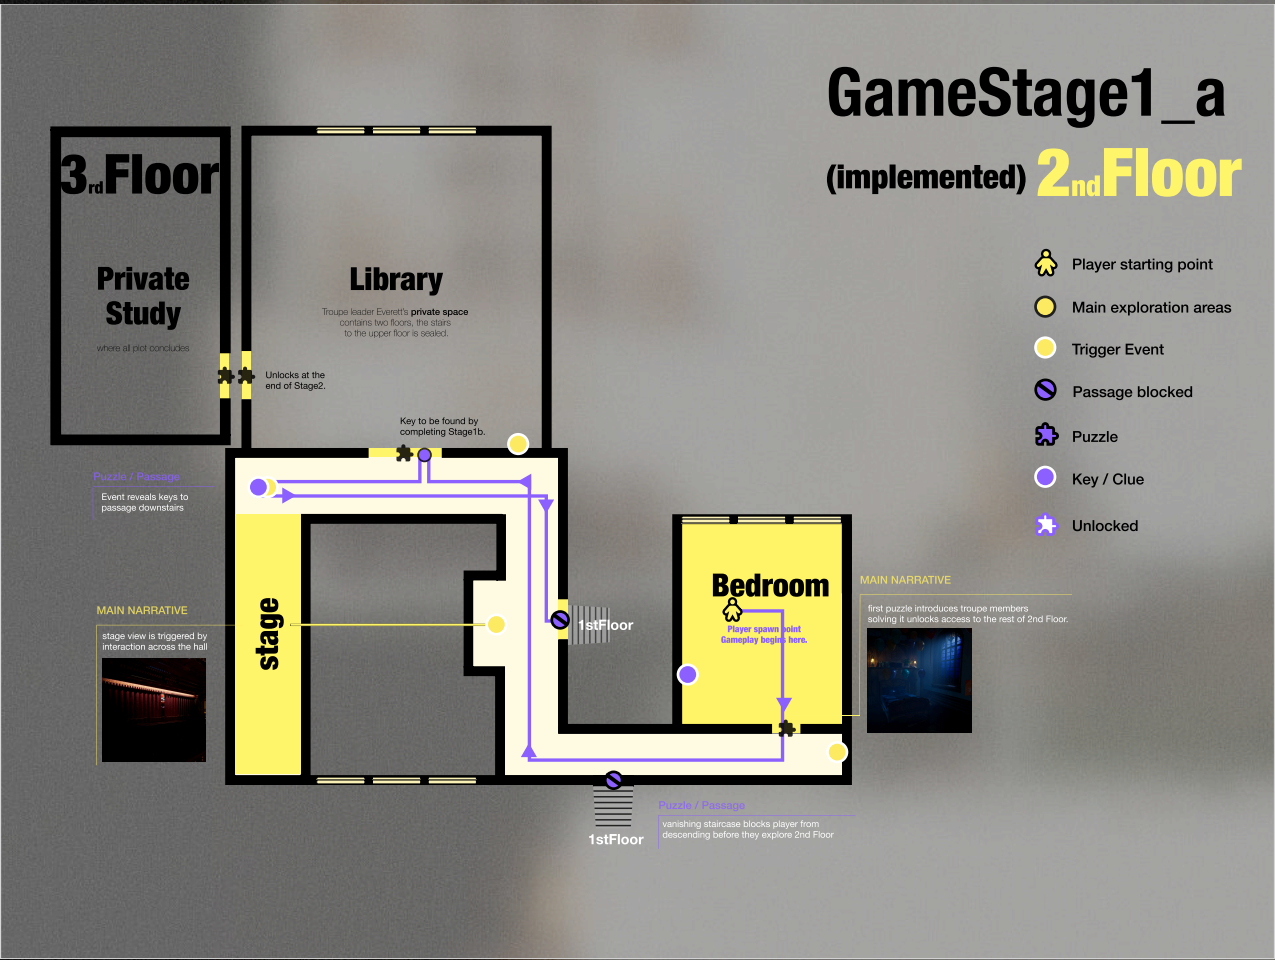 GameStage1_a
(implemented) 2ndFloor
Player starting point
Main exploration areas
Trigger Event
Passage blocked
Puzzle
Key / Clue
Unlocked
3rdFloor
Private
Study
where all plot concludes
Library
Troupe leader Everett's private space
contains two floors, the stairs
to the upper floor is sealed.
Unlocks at the
end of Stage2.
Key to be found by
completing Stage1b.
Puzzle / Passage
Event reveals keys to
passage downstairs
MAIN NARRATIVE
stage view is triggered by
interaction across the hall
stage
1stFloor
Bedroom
Player spawn point
Gameplay begins here.
MAIN NARRATIVE
first puzzle introduces troupe members
solving it unlocks access to the rest of 2nd Floor.
1stFloor
Puzzle / Passage
vanishing staircase blocks player from
descending before they explore 2nd Floor